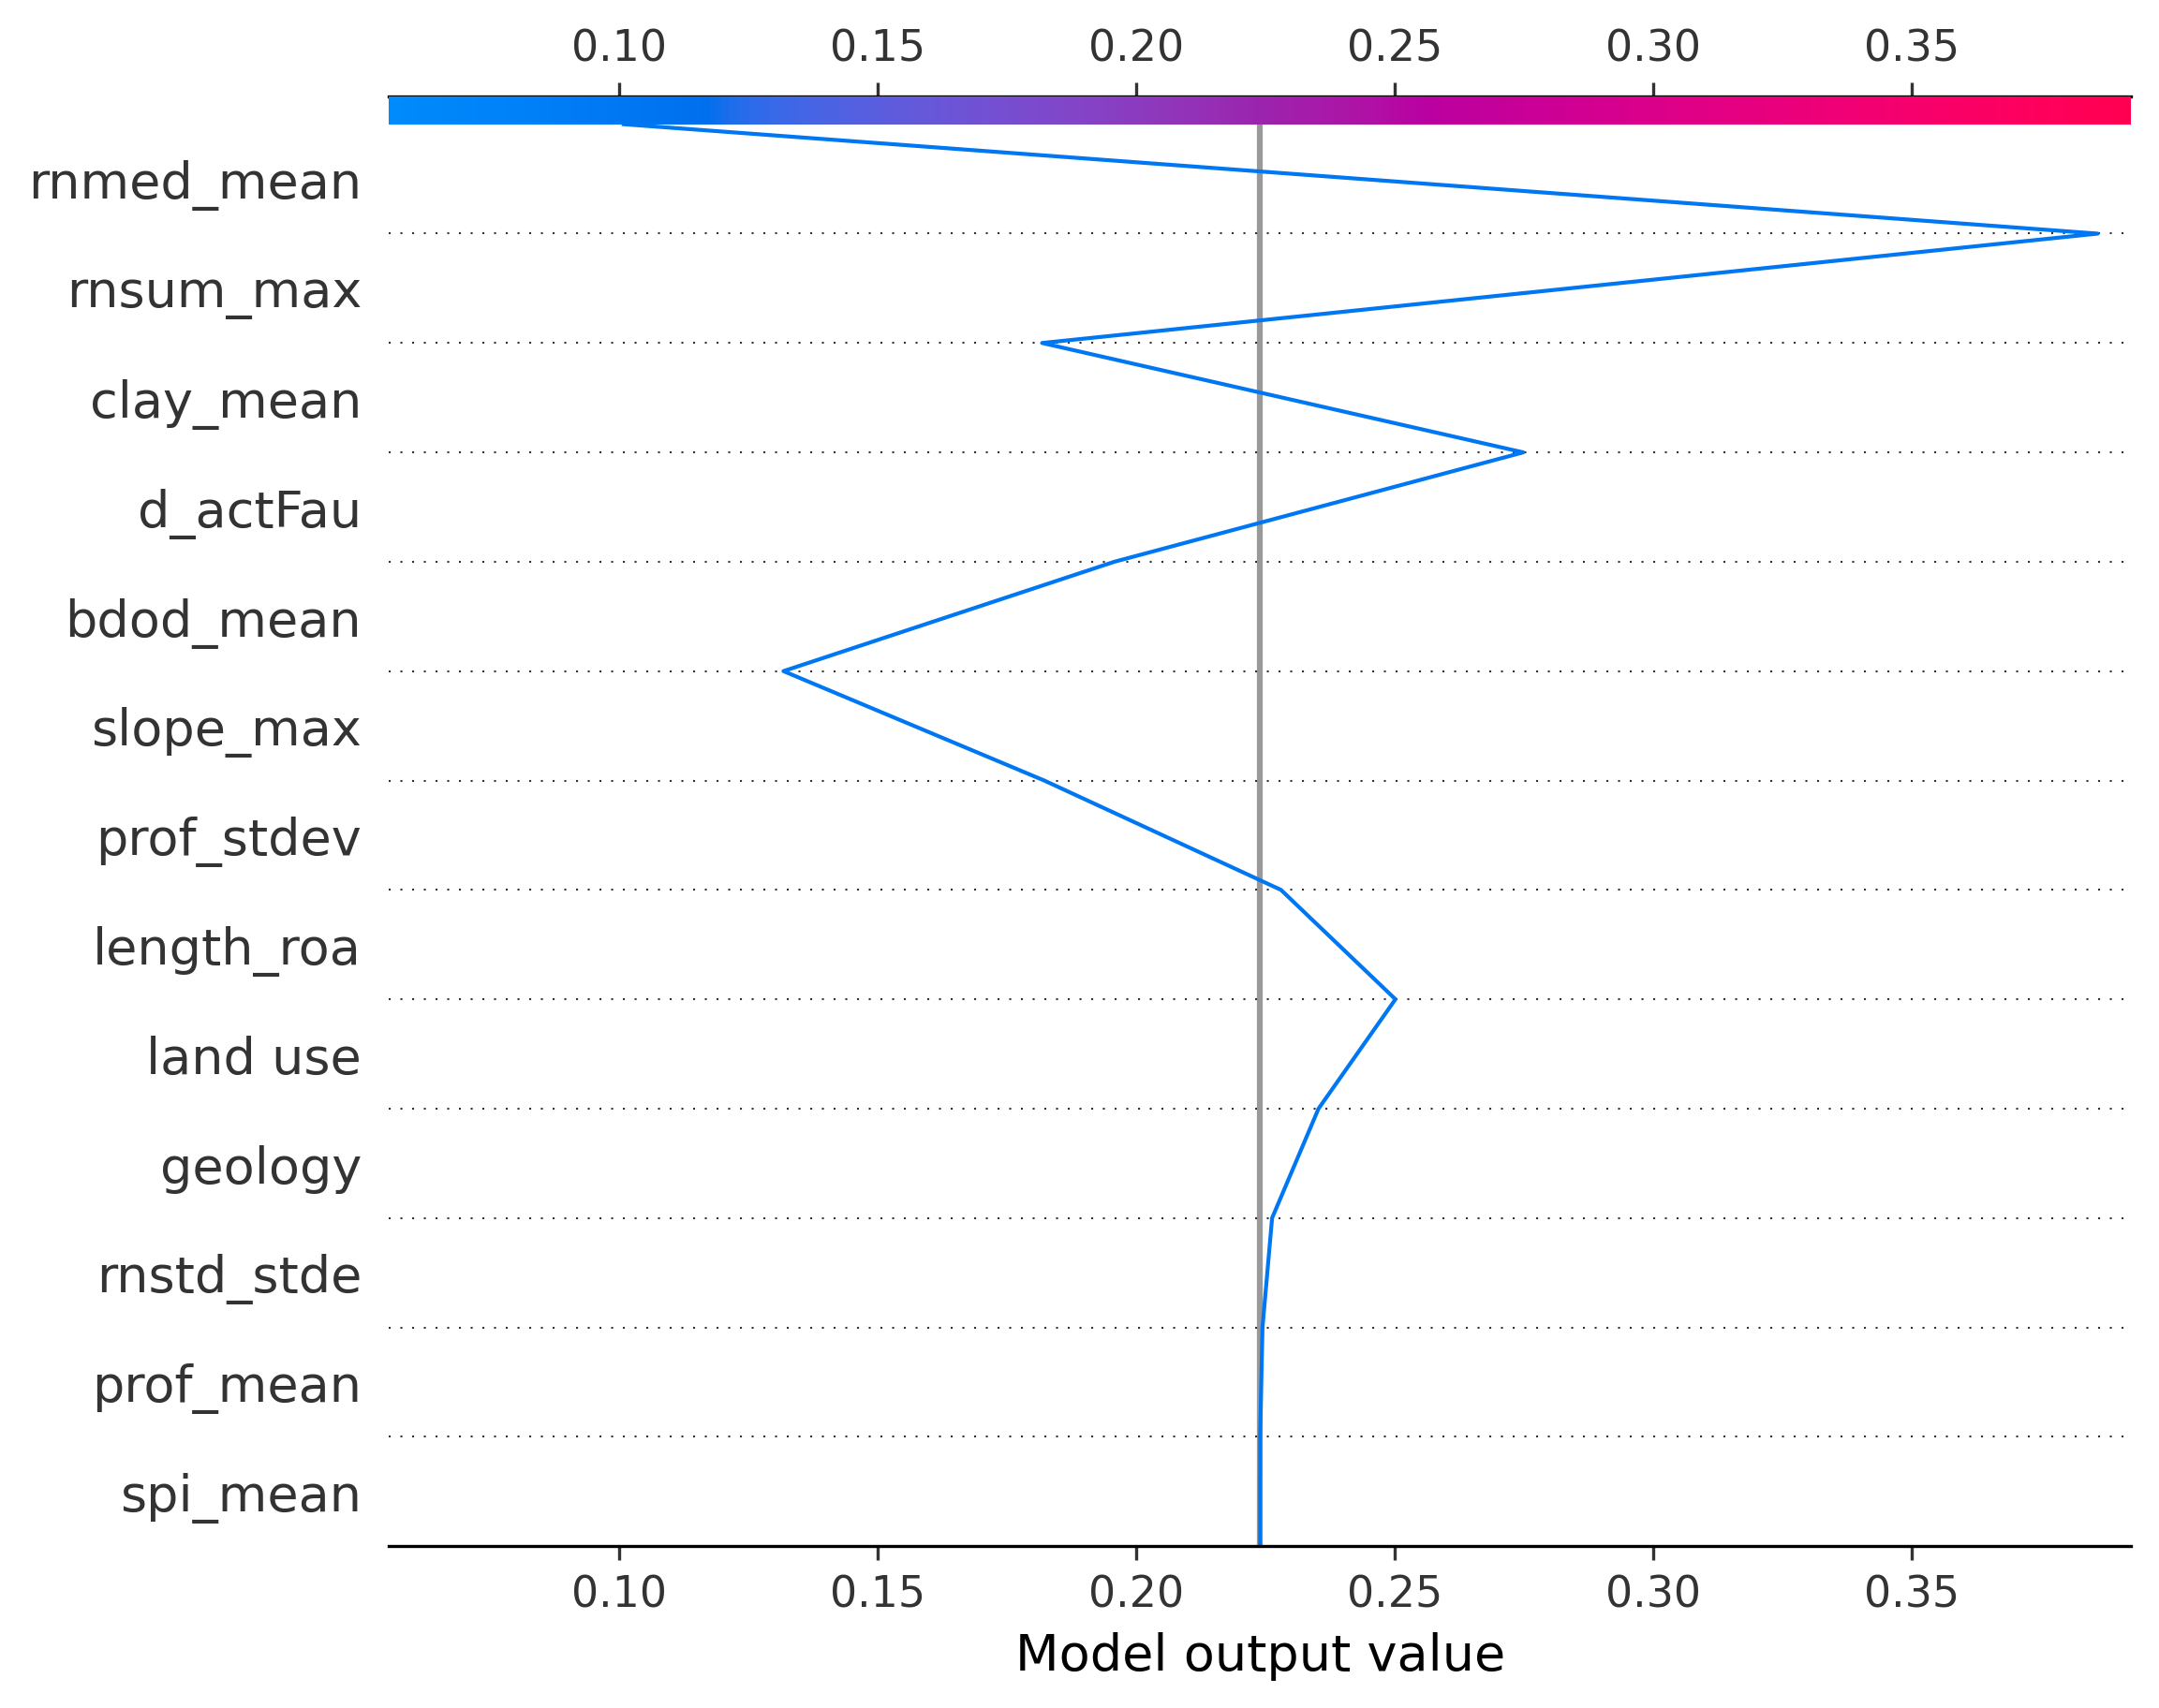 0.10 0.15 0.20 0.25 0.30 0.35
rnmed_mean
rnsum_max
clay_mean
d_actFau
bdod_mean
slope_max
prof_stdev
length_roa
land use
geology
rnstd_stde
prof_mean
spi_mean
0.10 0.15 0.20 0.25 0.30 0.35
Model output value